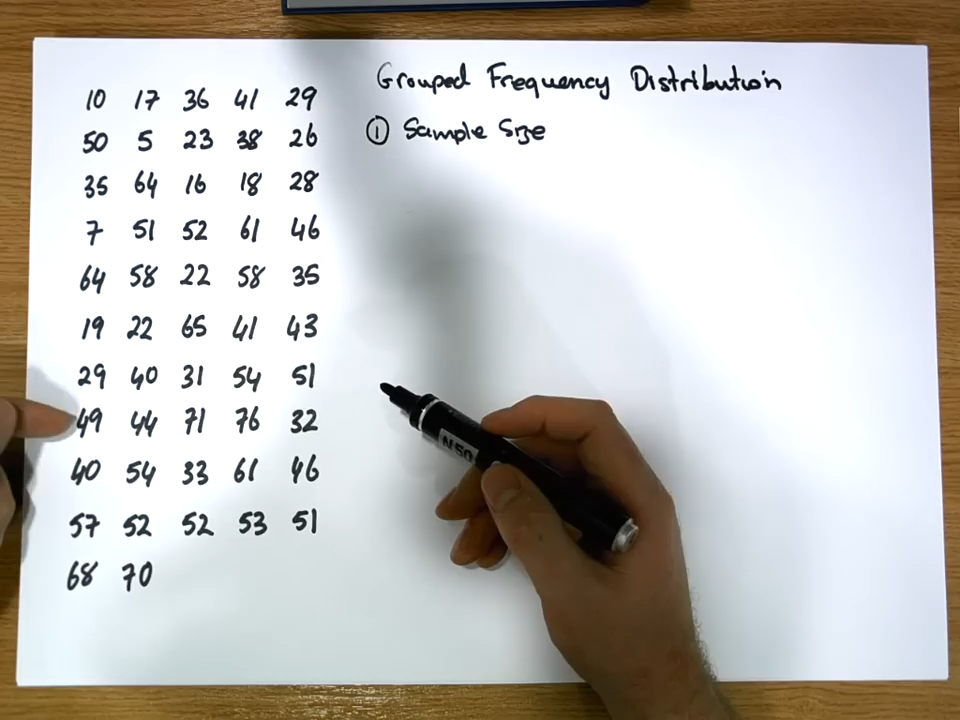 Grouped Frequency Distribution
① Sample Size
10 17 36 41 29
50 5 23 38 26
35 64 16 18 28
7 51 52 61 46
64 58 22 58 35
19 22 65 41 43
29 40 31 54 51
49 44 71 76 32
40 54 33 61 46
57 52 52 53 51
68 70
N50